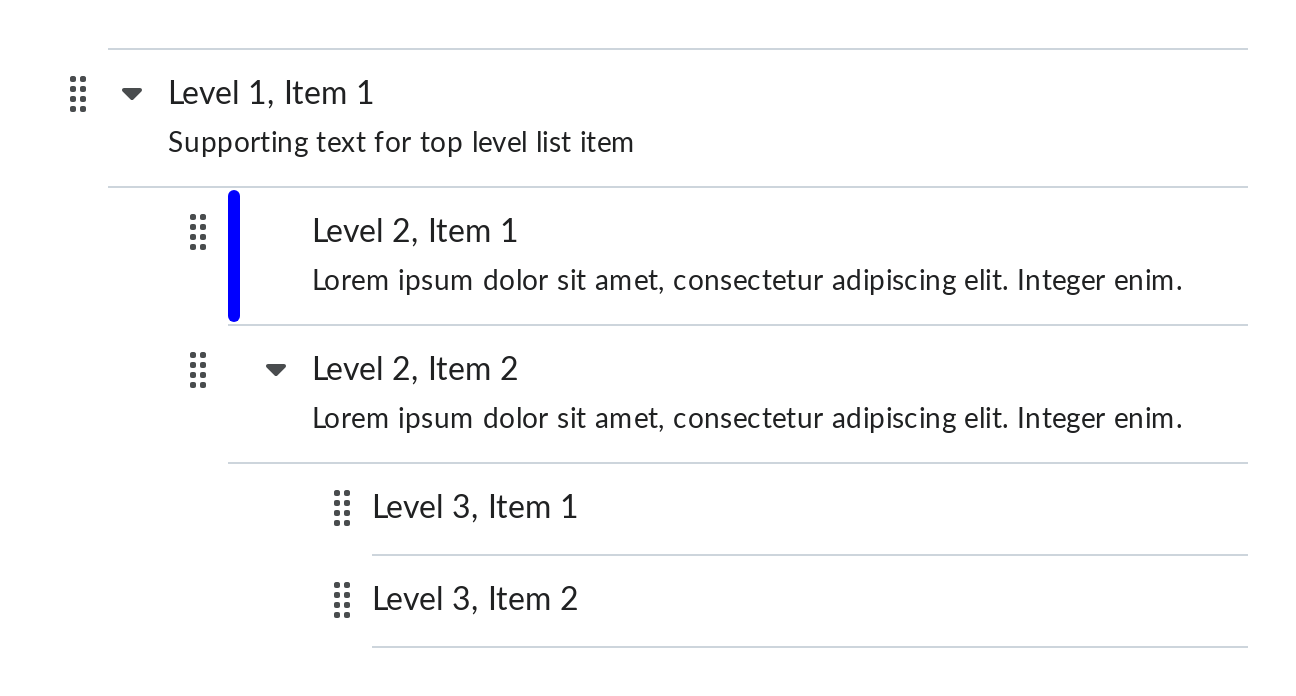 Level 1, Item 1
Supporting text for top level list item
Level 2, Item 1
Lorem ipsum dolor sit amet, consectetur adipiscing elit. Integer enim.
Level 2, Item 2
Lorem ipsum dolor sit amet, consectetur adipiscing elit. Integer enim.
Level 3, Item 1
Level 3, Item 2